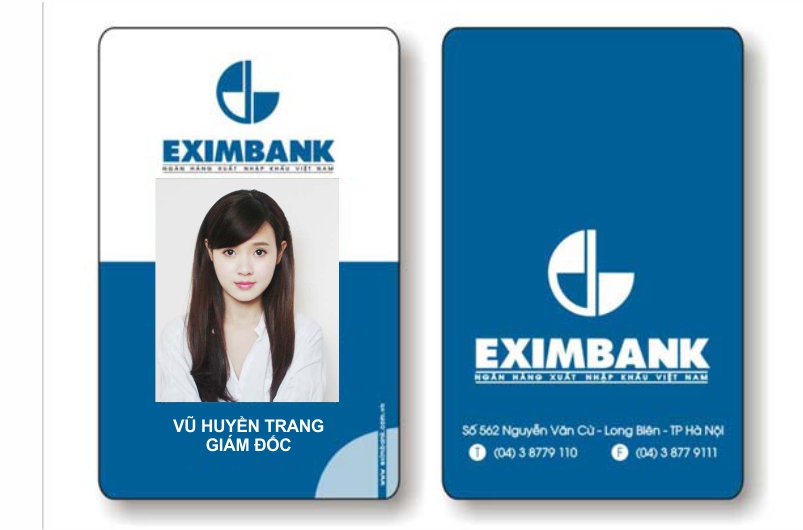 EXIMBANK
NGÂN HÀNG XUẤT NHẬP KHẨU VIỆT NAM
VŨ HUYỀN TRANG
GIÁM ĐỐC
www.eximbank.com.vn
EXIMBANK
NGÂN HÀNG XUẤT NHẬP KHẨU VIỆT NAM
Số 562 Nguyễn Văn Cừ - Long Biên - TP Hà Nội
T (04) 3 8779 110 F (04) 3 877 9111